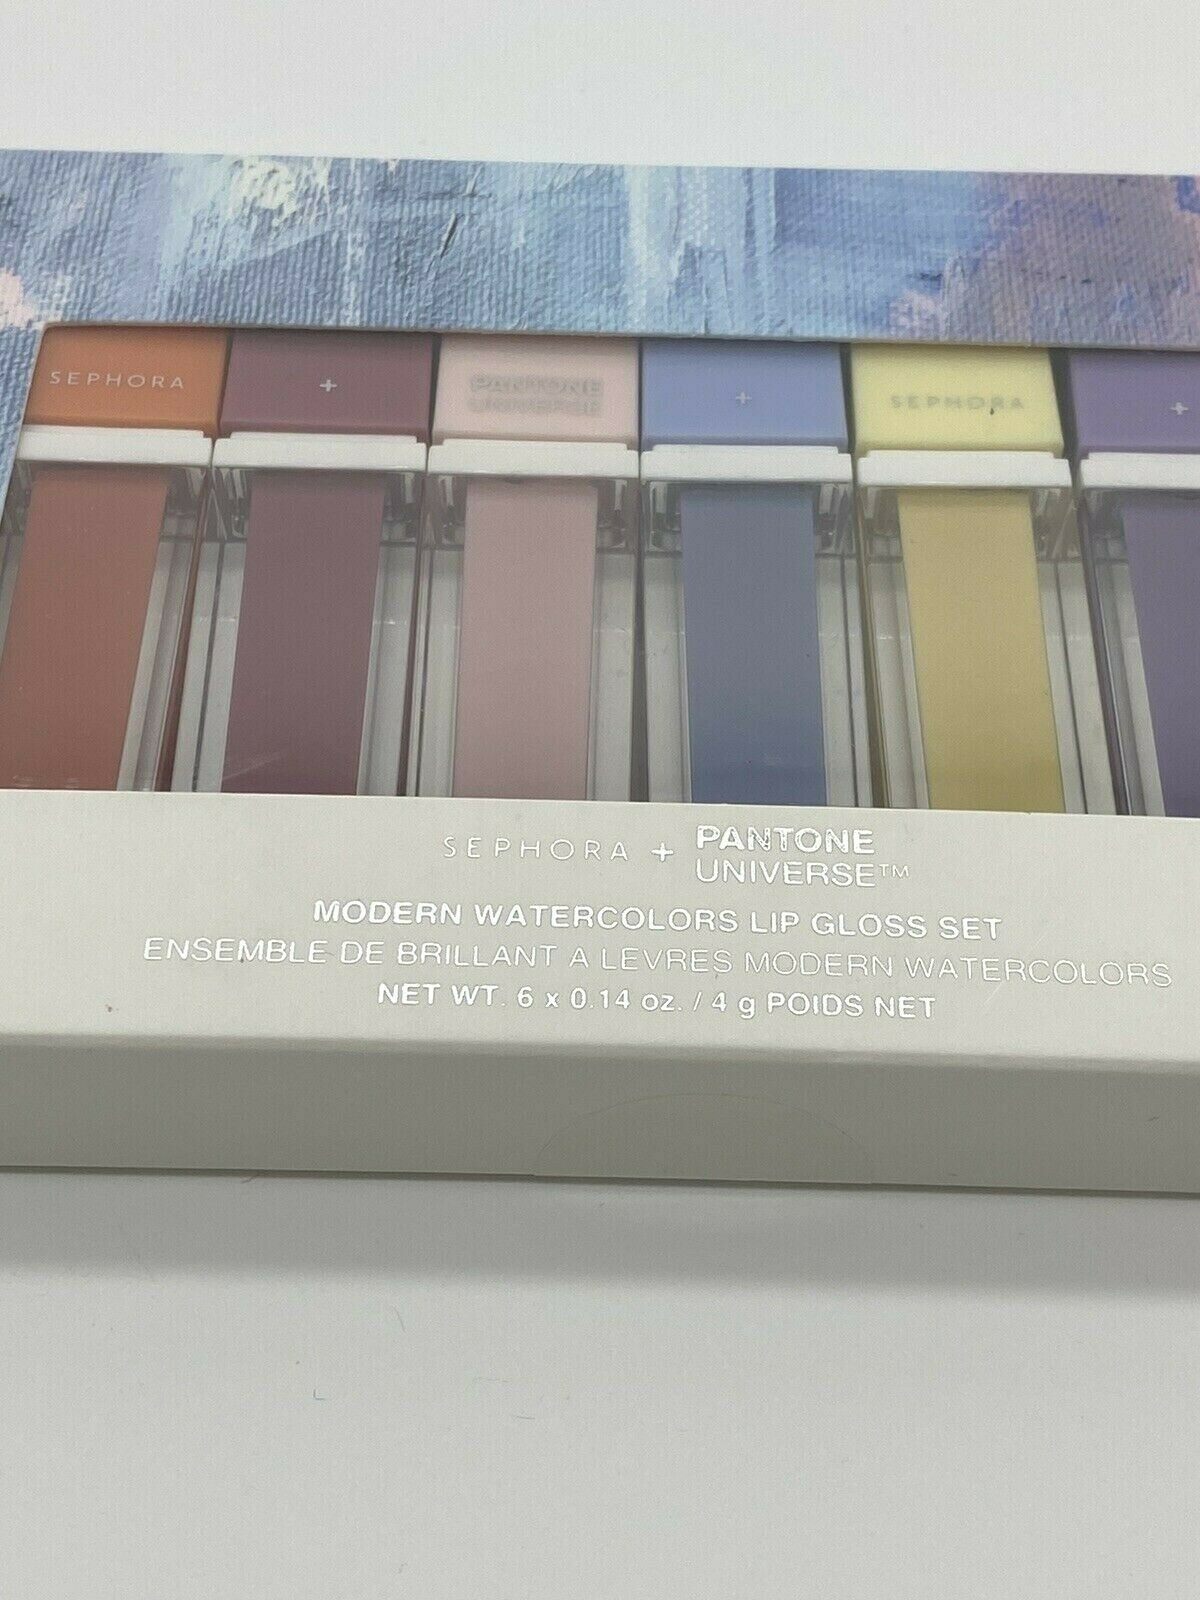 SEPHORA
+
PANTONE
UNIVERSE
+
SEPHORA
+
SEPHORA + PANTONE
UNIVERSE™
MODERN WATERCOLORS LIP GLOSS SET
ENSEMBLE DE BRILLANT A LEVRES MODERN WATERCOLORS
NET WT. 6 x 0.14 oz. / 4 g POIDS NET